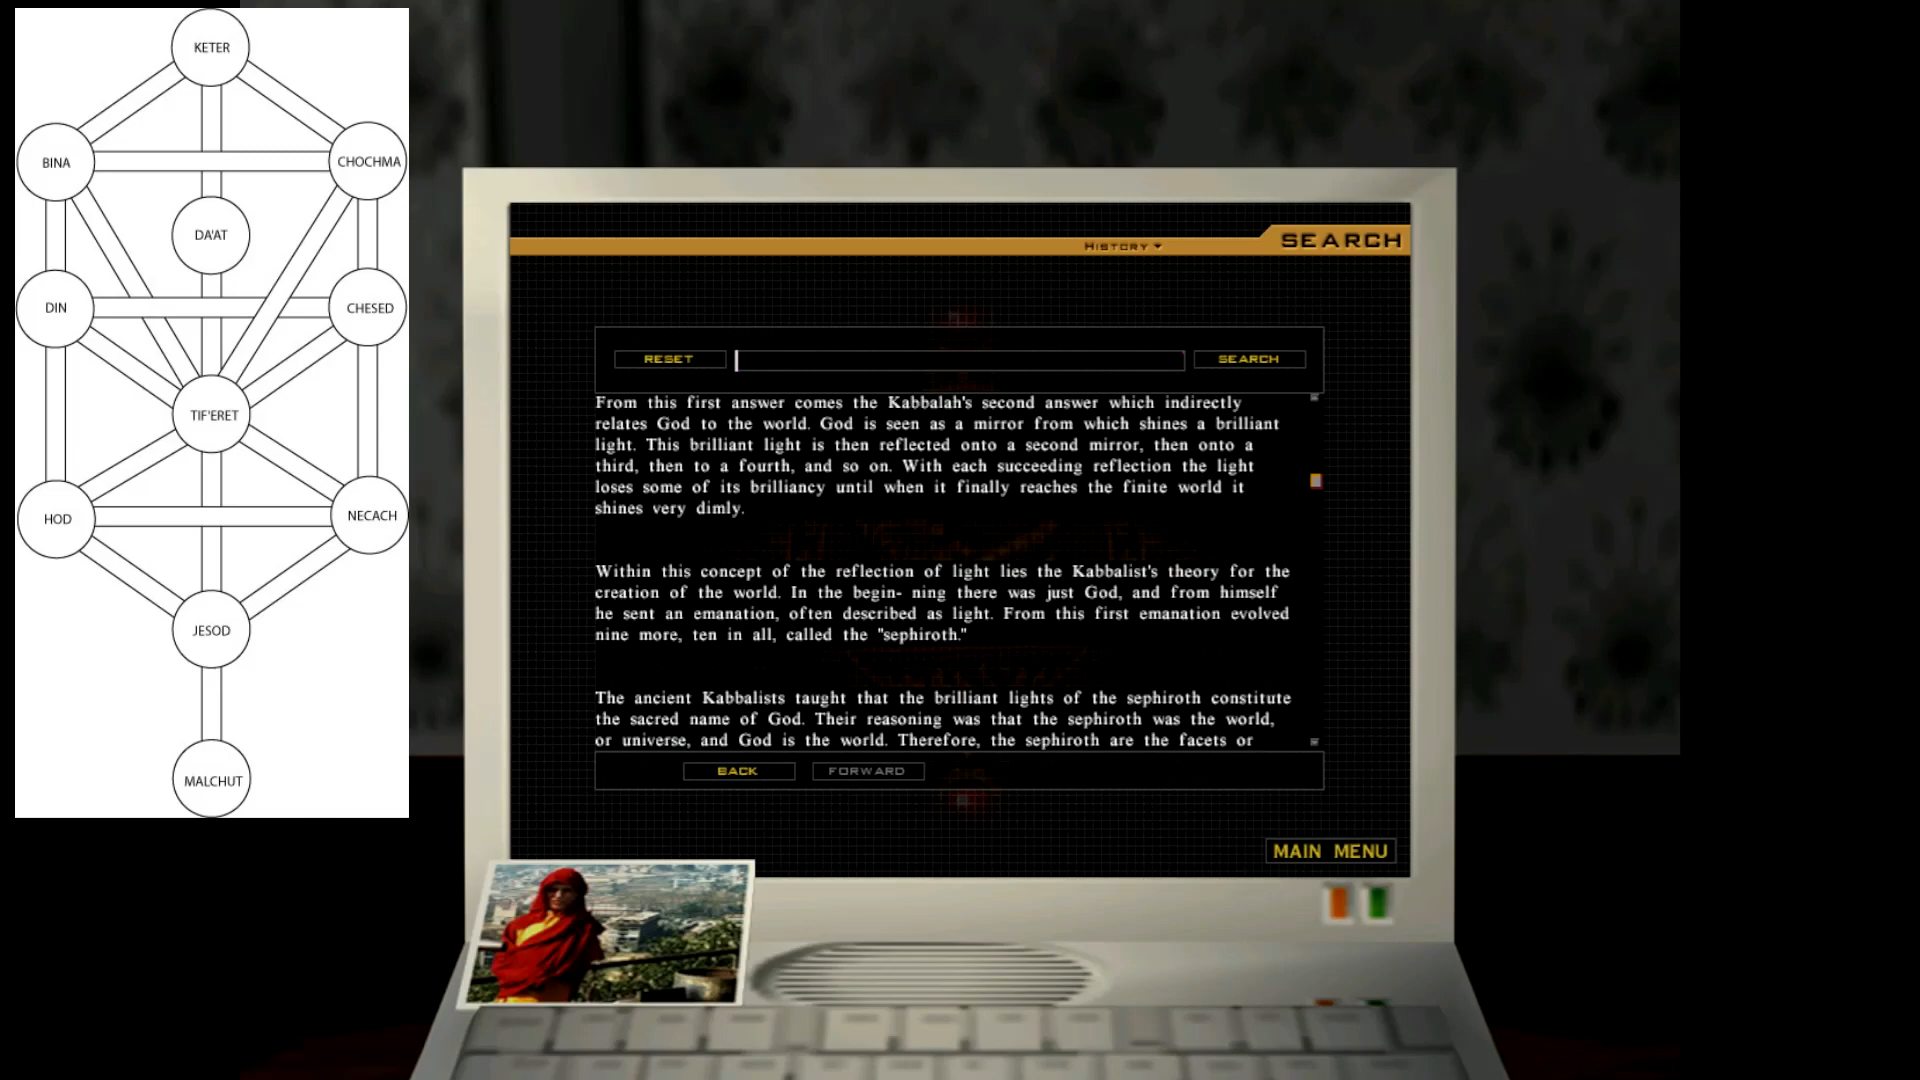 KETER
BINA
CHOCHMA
DA'AT
DIN
CHESED
TIF'ERET
HOD
NECACH
JESOD
MALCHUT
HISTORY
SEARCH
RESET
SEARCH
From this first answer comes the Kabbalah's second answer which indirectly
relates God to the world. God is seen as a mirror from which shines a brilliant
light. This brilliant light is then reflected onto a second mirror, then onto a
third, then to a fourth, and so on. With each succeeding reflection the light
loses some of its brilliancy until when it finally reaches the finite world it
shines very dimly.
Within this concept of the reflection of light lies the Kabbalist's theory for the
creation of the world. In the begin- ning there was just God, and from himself
he sent an emanation, often described as light. From this first emanation evolved
nine more, ten in all, called the "sephiroth."
The ancient Kabbalists taught that the brilliant lights of the sephiroth constitute
the sacred name of God. Their reasoning was that the sephiroth was the world,
or universe, and God is the world. Therefore, the sephiroth are the facets or
BACK
FORWARD
MAIN MENU